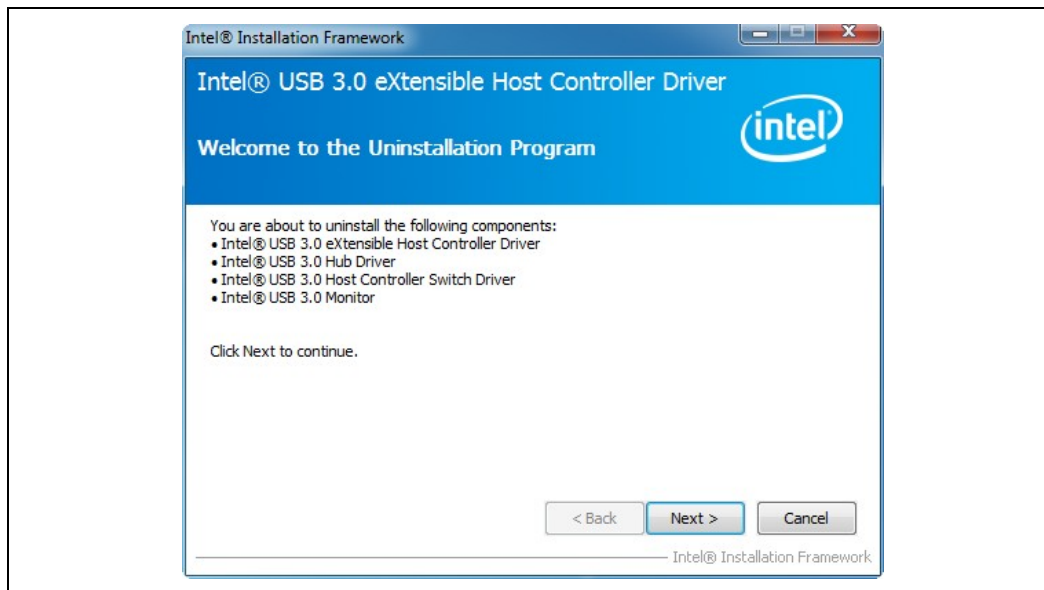 Intel® Installation Framework
Intel® USB 3.0 eXtensible Host Controller Driver
intel®
Welcome to the Uninstallation Program
You are about to uninstall the following components:
• Intel® USB 3.0 eXtensible Host Controller Driver
• Intel® USB 3.0 Hub Driver
• Intel® USB 3.0 Host Controller Switch Driver
• Intel® USB 3.0 Monitor
Click Next to continue.
< Back Next > Cancel
Intel® Installation Framework